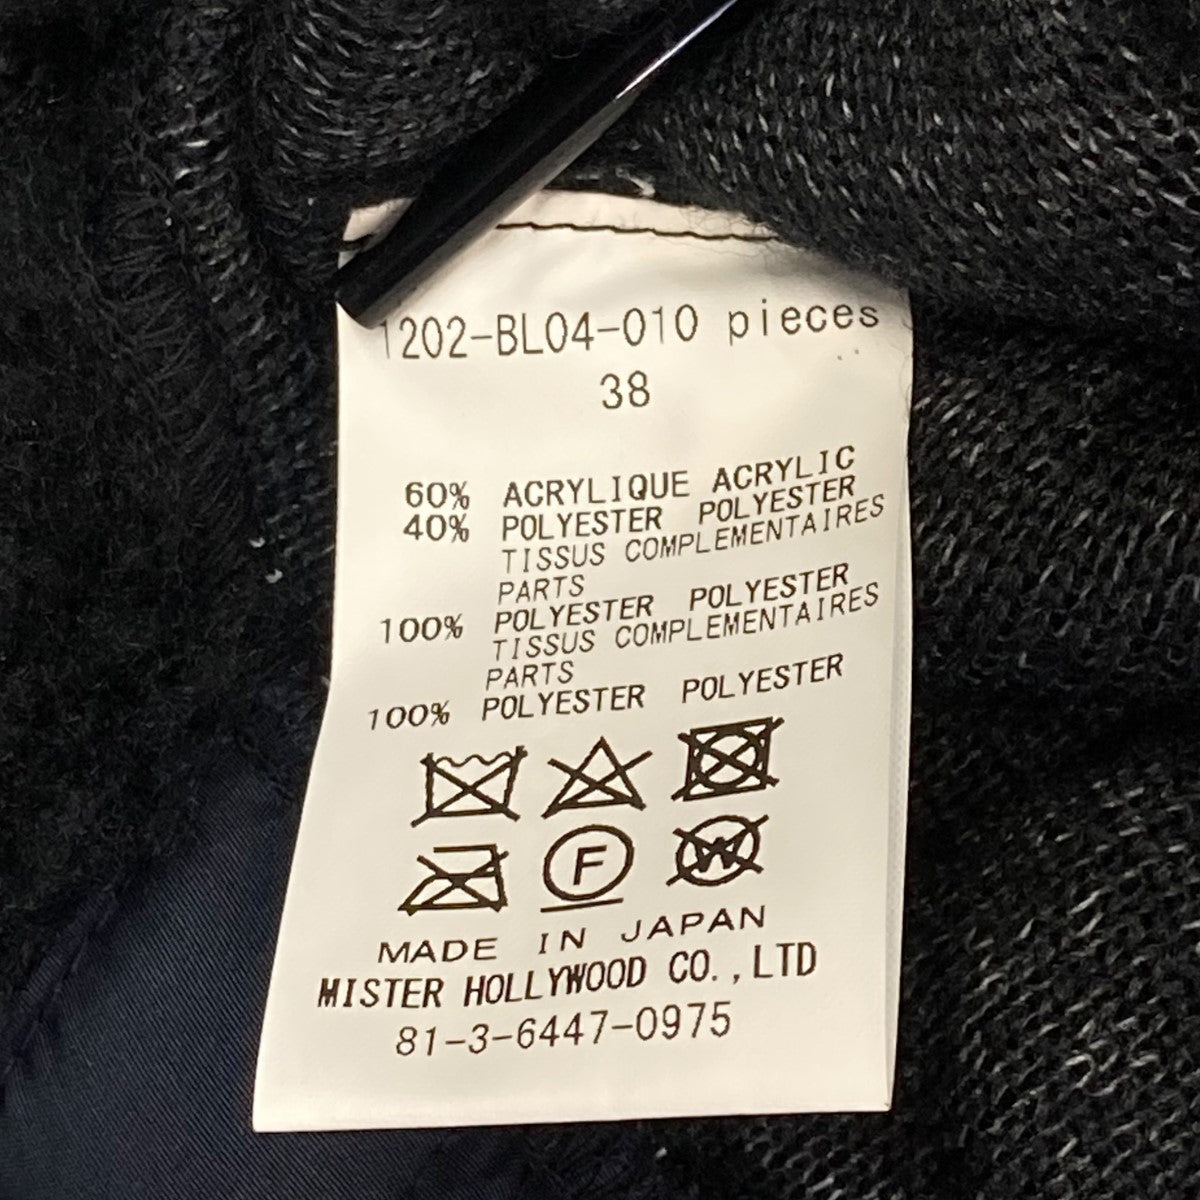 1202-BL04-010 pieces
38
60% ACRYLIQUE ACRYLIC
40% POLYESTER POLYESTER
TISSUS COMPLEMENTAIRES
PARTS
100% POLYESTER POLYESTER
TISSUS COMPLEMENTAIRES
PARTS
100% POLYESTER POLYESTER
F
W
MADE IN JAPAN
MISTER HOLLYWOOD CO.,LTD
81-3-6447-0975